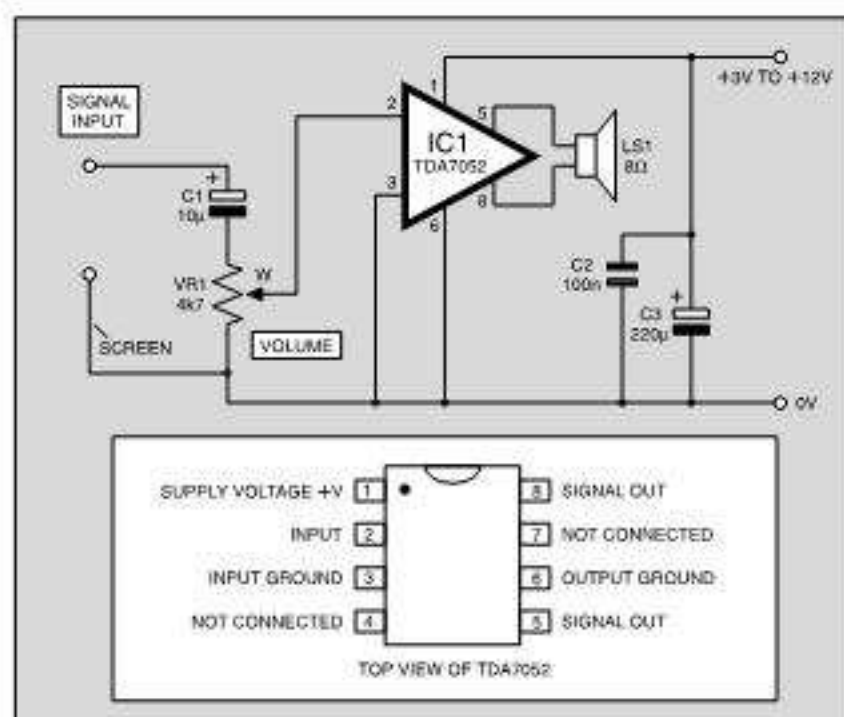 SIGNAL
INPUT
+
C1
10µ
VR1
4k7
W
VOLUME
SCREEN
2
3
1
IC1
TDA7052
5
8
6
LS1
8Ω
+3V TO +12V
C2
100n
+
C3
220µ
0V
SUPPLY VOLTAGE +V 1
INPUT 2
INPUT GROUND 3
NOT CONNECTED 4
8 SIGNAL OUT
7 NOT CONNECTED
6 OUTPUT GROUND
5 SIGNAL OUT
TOP VIEW OF TDA7052